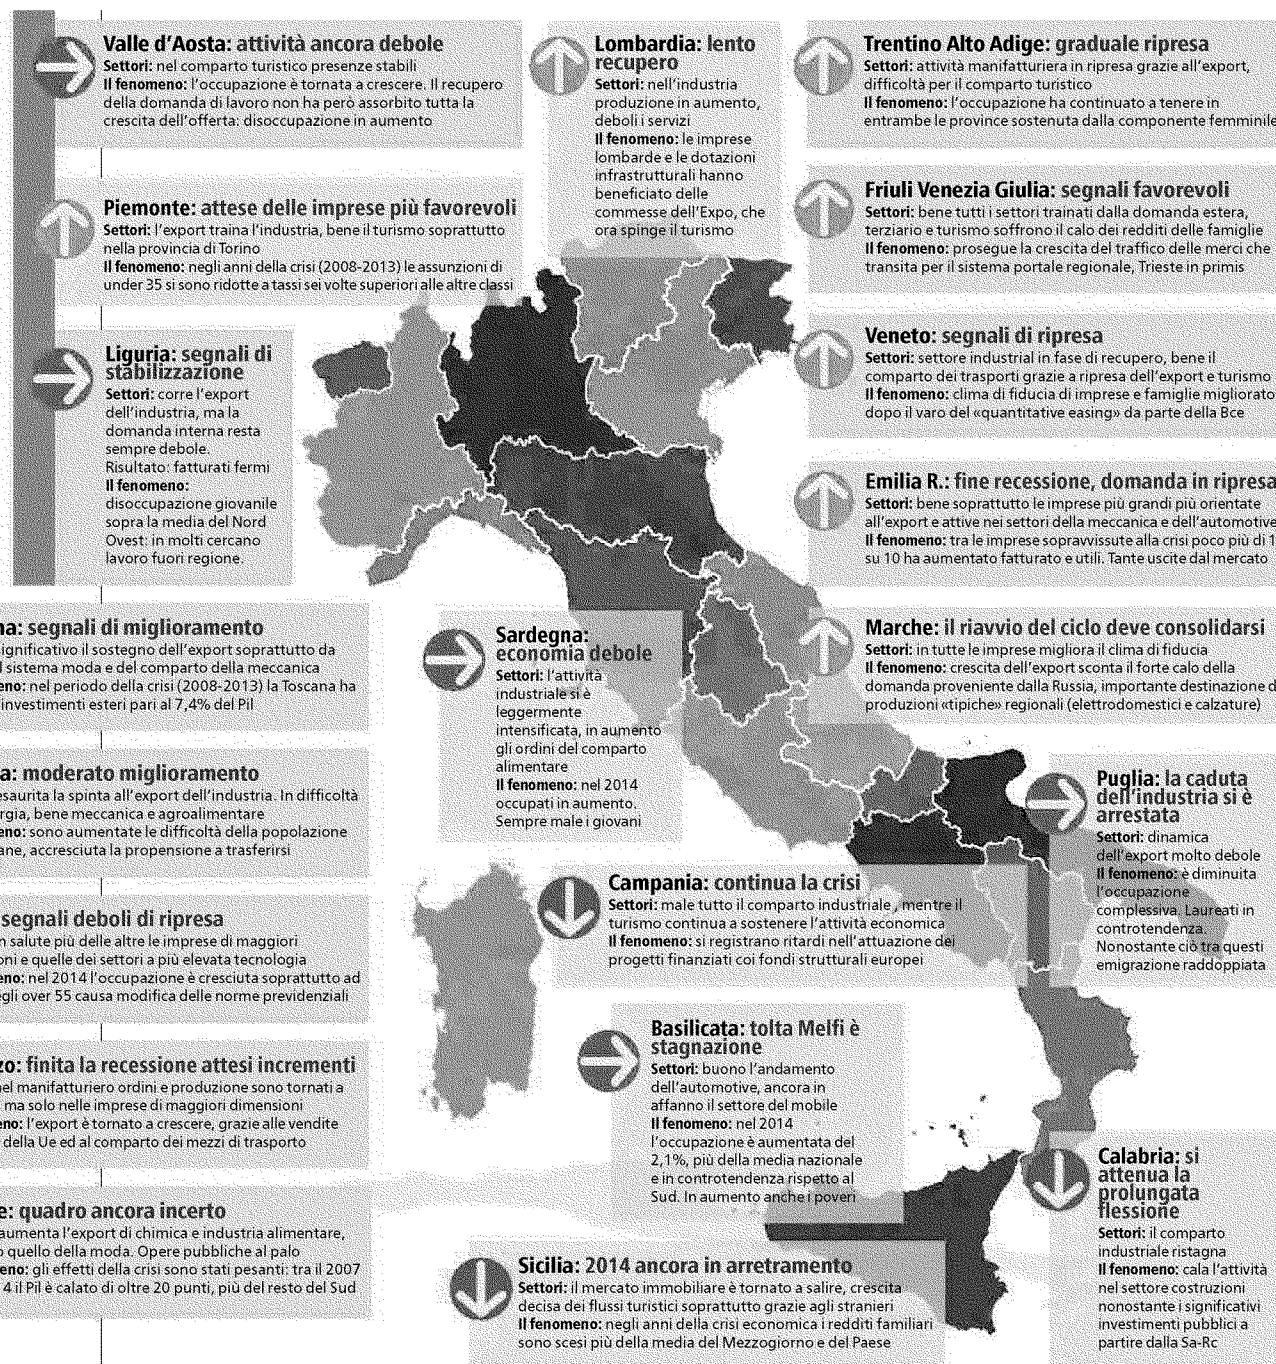 Valle d'Aosta: attività ancora debole
Settori: nel comparto turistico presenze stabili
Il fenomeno: l'occupazione è tornata a crescere. Il recupero
della domanda di lavoro non ha però assorbito tutta la
crescita dell'offerta: disoccupazione in aumento
Piemonte: attese delle imprese più favorevoli
Settori: l'export traina l'industria, bene il turismo soprattutto
nella provincia di Torino
Il fenomeno: negli anni della crisi (2008-2013) le assunzioni di
under 35 si sono ridotte a tassi sei volte superiori alle altre classi
Liguria: segnali di
stabilizzazione
Settori: corre l'export
dell'industria, ma la
domanda interna resta
sempre debole.
Risultato: fatturati fermi
Il fenomeno:
disoccupazione giovanile
sopra la media del Nord
Ovest: in molti cercano
lavoro fuori regione
Lombardia: lento
recupero
Settori: nell'industria
produzione in aumento,
deboli i servizi
Il fenomeno: le imprese
lombarde e le dotazioni
infrastrutturali hanno
beneficiato delle
commesse dell'Expo, che
ora spinge il turismo
Trentino Alto Adige: graduale ripresa
Settori: attività manifatturiera in ripresa grazie all'export,
difficoltà per il comparto turistico
Il fenomeno: l'occupazione ha continuato a tenere in
entrambe le province sostenuta dalla componente femminile
Friuli Venezia Giulia: segnali favorevoli
Settori: bene tutti i settori trainati dalla domanda estera,
terziario e turismo soffrono il calo dei redditi delle famiglie
Il fenomeno: prosegue la crescita del traffico delle merci che
transita per il sistema portale regionale, Trieste in primis
Veneto: segnali di ripresa
Settori: settore industrial in fase di recupero, bene il
comparto dei trasporti grazie a ripresa dell'export e turismo
Il fenomeno: clima di fiducia di imprese e famiglie migliorato
dopo il varo del «quantitative easing» da parte della Bce
Emilia R.: fine recessione, domanda in ripresa
Settori: bene soprattutto le imprese più grandi più orientate
all'export e attive nei settori della meccanica e dell'automotive
Il fenomeno: tra le imprese sopravvissute alla crisi poco più di 1
su 10 ha aumentato fatturato e utili. Tante uscite dal mercato
Marche: il riavvio del ciclo deve consolidarsi
Settori: in tutte le imprese migliora il clima di fiducia
Il fenomeno: crescita dell'export sconta il forte calo della
domanda proveniente dalla Russia, importante destinazione d
produzioni «tipiche» regionali (elettrodomestici e calzature)
na: segnali di miglioramento
significativo il sostegno dell'export soprattutto da
l sistema moda e del comparto della meccanica
eno: nel periodo della crisi (2008-2013) la Toscana ha
investimenti esteri pari al 7,4% del Pil
a: moderato miglioramento
esaurita la spinta all'export dell'industria. In difficoltà
rgia, bene meccanica e agroalimentare
eno: sono aumentate le difficoltà della popolazione
ane, accresciuta la propensione a trasferirsi
segnali deboli di ripresa
n salute più delle altre le imprese di maggiori
oni e quelle dei settori a più elevata tecnologia
eno: nel 2014 l'occupazione è cresciuta soprattutto ad
egli over 55 causa modifica delle norme previdenziali
zo: finita la recessione attesi incrementi
nel manifatturiero ordini e produzione sono tornati a
ma solo nelle imprese di maggiori dimensioni
eno: l'export è tornato a crescere, grazie alle vendite
della Ue ed al comparto dei mezzi di trasporto
e: quadro ancora incerto
aumenta l'export di chimica e industria alimentare,
o quello della moda. Opere pubbliche al palo
eno: gli effetti della crisi sono stati pesanti: tra il 2007
4 il Pil è calato di oltre 20 punti, più del resto del Sud
Sardegna:
economia debole
Settori: l'attività
industriale si è
leggermente
intensificata, in aumento
gli ordini del comparto
alimentare
Il fenomeno: nel 2014
occupati in aumento.
Sempre male i giovani
Campania: continua la crisi
Settori: male tutto il comparto industriale, mentre il
turismo continua a sostenere l'attività economica
Il fenomeno: si registrano ritardi nell'attuazione dei
progetti finanziati coi fondi strutturali europei
Puglia: la caduta
dell'industria si è
arrestata
Settori: dinamica
dell'export molto debole
Il fenomeno: è diminuita
l'occupazione
complessiva. Laureati in
controtendenza.
Nonostante ciò tra questi
emigrazione raddoppiata
Basilicata: tolta Melfi è
stagnazione
Settori: buono l'andamento
dell'automotive, ancora in
affanno il settore del mobile
Il fenomeno: nel 2014
l'occupazione è aumentata del
2,1%, più della media nazionale
e in controtendenza rispetto al
Sud. In aumento anche i poveri
Calabria: si
attenua la
prolungata
flessione
Settori: il comparto
industriale ristagna
Il fenomeno: cala l'attività
nel settore costruzioni
nonostante i significativi
investimenti pubblici a
partire dalla Sa-Rc
Sicilia: 2014 ancora in arretramento
Settori: il mercato immobiliare è tornato a salire, crescita
decisa dei flussi turistici soprattutto grazie agli stranieri
Il fenomeno: negli anni della crisi economica i redditi familiari
sono scesi più della media del Mezzogiorno e del Paese